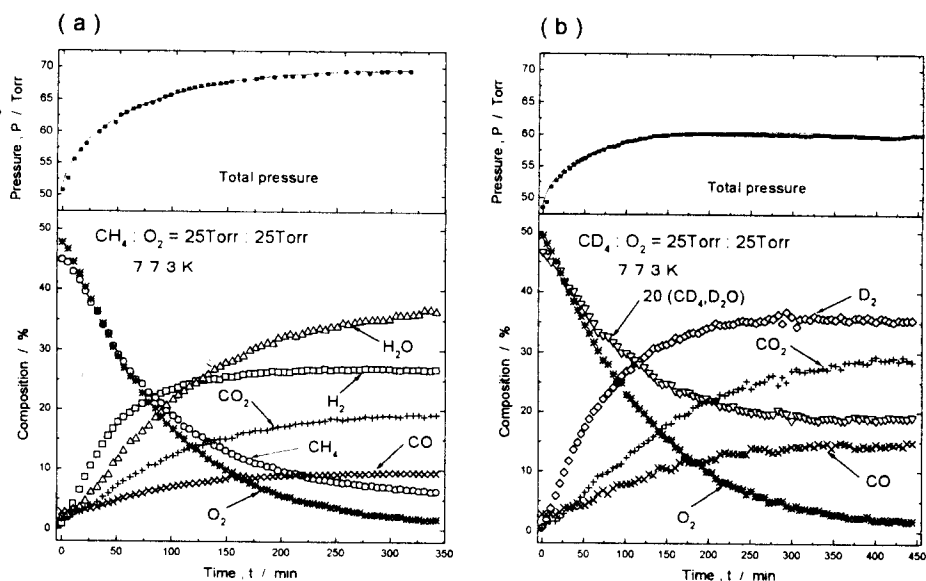 (a)
Pressure, P / Torr
70
65
60
55
50
Total pressure
50
40
30
20
10
0
Composition / %
CH4 : O2 = 25Torr : 25Torr
773K
H2O
H2
CO2
CH4
CO
O2
0 50 100 150 200 250 300 350
Time, t / min
(b)
Pressure, P / Torr
70
65
60
55
50
Total pressure
50
40
30
20
10
0
Composition / %
CD4 : O2 = 25Torr : 25Torr
773K
20 (CD4,D2O)
D2
CO2
CO
O2
0 50 100 150 200 250 300 350 400 450
Time, t / min